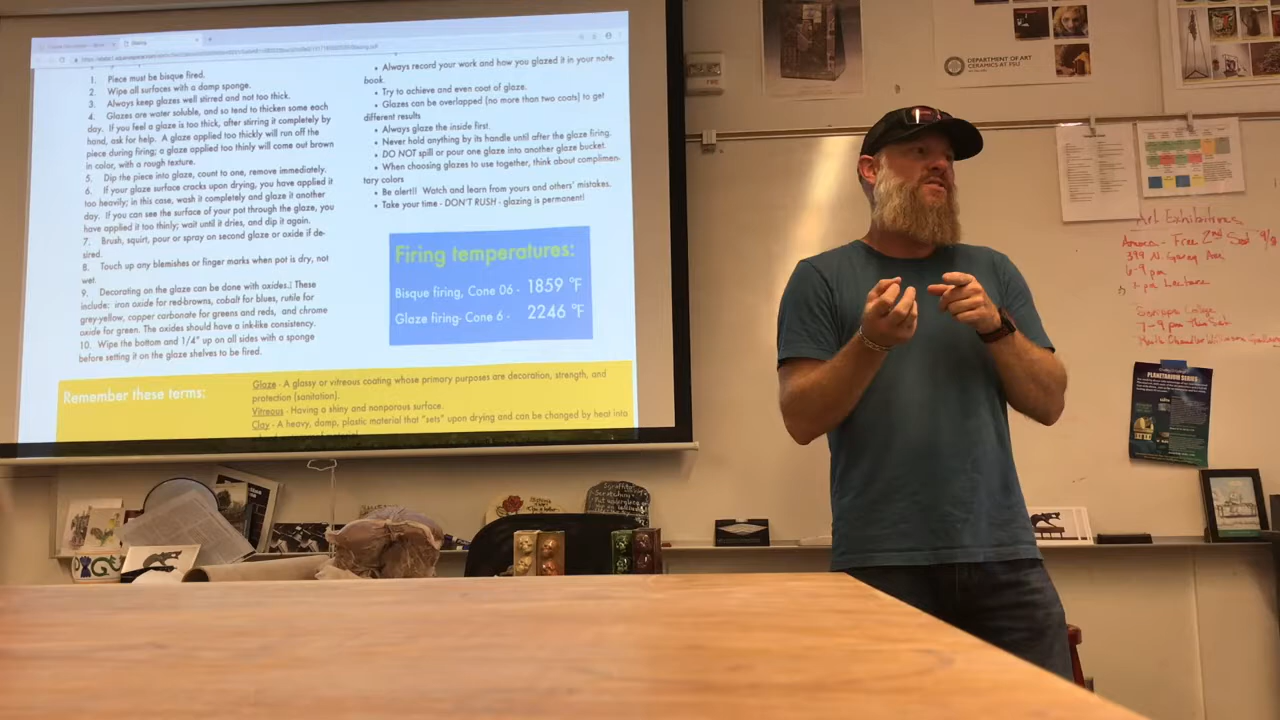 1. Piece must be bisque fired.
2. Wipe all surfaces with a damp sponge.
3. Always keep glazes well stirred and not too thick.
4. Glazes are water soluble, and so tend to thicken some each
day. If you feel a glaze is too thick, after stirring it completely by
hand, ask for help. A glaze applied too thickly will run off the
piece during firing; a glaze applied too thinly will come out brown
in color, with a rough texture.
5. Dip the piece into glaze, count to one, remove immediately.
6. If your glaze surface cracks upon drying, you have applied it
too heavily; in this case, wash it completely and glaze it another
day. If you can see the surface of your pot through the glaze, you
have applied it too thinly; wait until it dries, and dip it again.
7. Brush, squirt, pour or spray on second glaze or oxide if de-
sired.
8. Touch up any blemishes or finger marks when pot is dry, not
wet.
9. Decorating on the glaze can be done with oxides. These
include: iron oxide for red-browns, cobalt for blues, rutile for
grey-yellow, copper carbonate for greens and reds, and chrome
oxide for green. The oxides should have a ink-like consistency.
10. Wipe the bottom and 1/4" up on all sides with a sponge
before setting it on the glaze shelves to be fired.
• Always record your work and how you glazed it in your note-
book.
• Try to achieve and even coat of glaze.
• Glazes can be overlapped (no more than two coats) to get
different results
• Always glaze the inside first.
• Never hold anything by its handle until after the glaze firing.
• DO NOT spill or pour one glaze into another glaze bucket.
• When choosing glazes to use together, think about complimen-
tary colors
• Be alert!! Watch and learn from yours and others' mistakes.
• Take your time - DON'T RUSH - glazing is permanent!
Firing temperatures:
Bisque firing, Cone 06 - 1859 °F
Glaze firing- Cone 6 - 2246 °F
Remember these terms:
Glaze - A glassy or vitreous coating whose primary purposes are decoration, strength, and
protection (sanitation).
Vitreous - Having a shiny and nonporous surface.
Clay - A heavy, damp, plastic material that "sets" upon drying and can be changed by heat into
DEPARTMENT OF ART
CERAMICS AT FSU
Art Exhibitions
Free 2nd Sat 9/8
399 N. Garey Ave
6-9 pm
pm Lecture
College
7-9 pm This Sat
PLANETARIUM SERIES